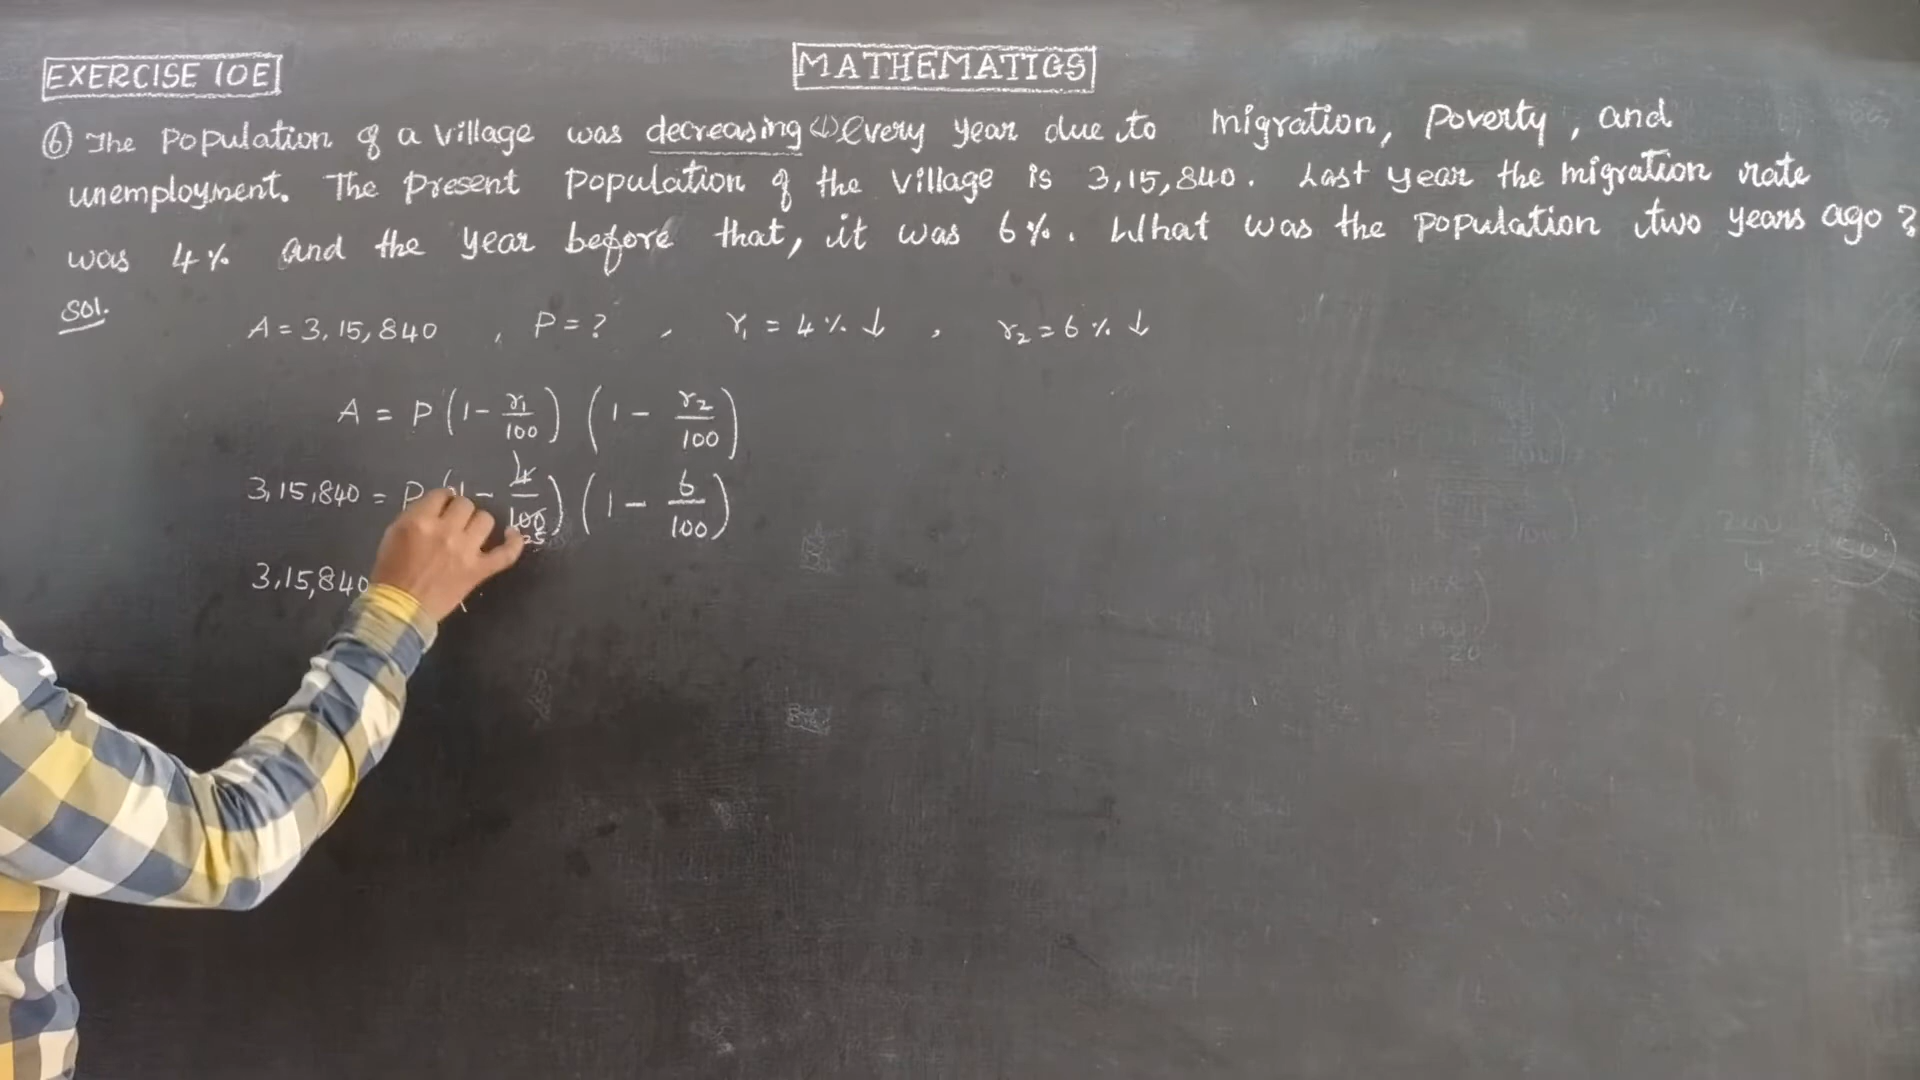 EXERCISE 10E
MATHEMATICS
⑥ The population of a village was decreasing (↓) every year due to migration, poverty, and
unemployment. The present population of the village is 3,15,840. Last year the migration rate
was 4% and the year before that, it was 6%. What was the population two years ago?
Sol.
A = 3,15,840 , P = ? , r₁ = 4% ↓ , r₂ = 6% ↓
A = P (1 - r₁/100) (1 - r₂/100)
3,15,840 = P (1 - 4/100) (1 - 6/100)
25
3,15,840